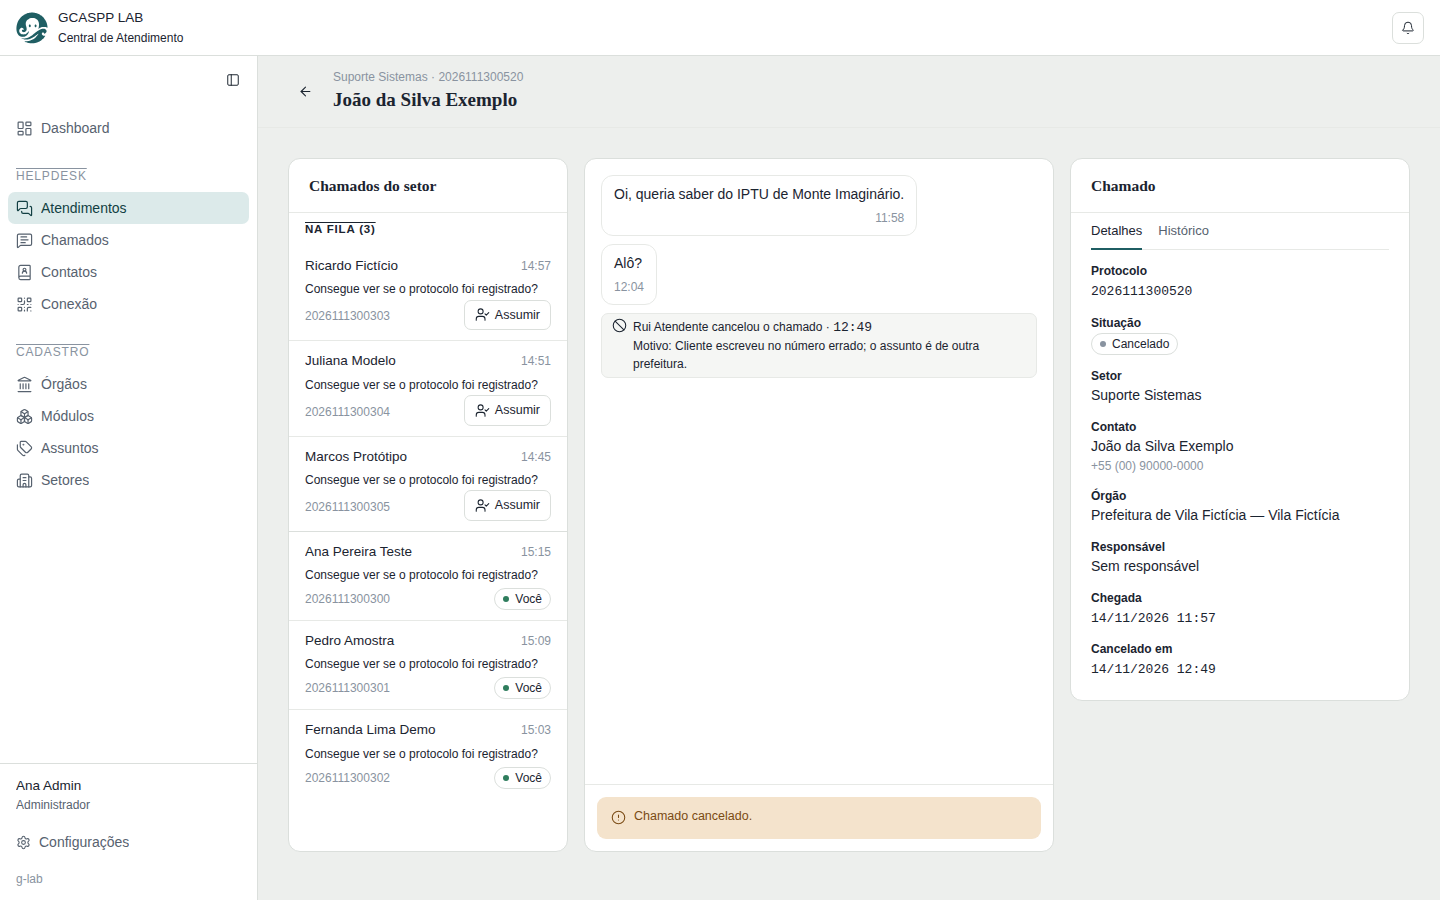 GCASPP LAB
Central de Atendimento
Dashboard
HELPDESK
Atendimentos
Chamados
Contatos
Conexão
CADASTRO
Órgãos
Módulos
Assuntos
Setores
Ana Admin
Administrador
Configurações
g-lab
Suporte Sistemas · 2026111300520
João da Silva Exemplo
Chamados do setor
NA FILA (3)
Ricardo Fictício 14:57
Consegue ver se o protocolo foi registrado?
2026111300303 Assumir
Juliana Modelo 14:51
Consegue ver se o protocolo foi registrado?
2026111300304 Assumir
Marcos Protótipo 14:45
Consegue ver se o protocolo foi registrado?
2026111300305 Assumir
Ana Pereira Teste 15:15
Consegue ver se o protocolo foi registrado?
2026111300300 Você
Pedro Amostra 15:09
Consegue ver se o protocolo foi registrado?
2026111300301 Você
Fernanda Lima Demo 15:03
Consegue ver se o protocolo foi registrado?
2026111300302 Você
Oi, queria saber do IPTU de Monte Imaginário.
11:58
Alô?
12:04
Rui Atendente cancelou o chamado · 12:49
Motivo: Cliente escreveu no número errado; o assunto é de outra
prefeitura.
Chamado cancelado.
Chamado
Detalhes Histórico
Protocolo
2026111300520
Situação
Cancelado
Setor
Suporte Sistemas
Contato
João da Silva Exemplo
+55 (00) 90000-0000
Órgão
Prefeitura de Vila Fictícia — Vila Fictícia
Responsável
Sem responsável
Chegada
14/11/2026 11:57
Cancelado em
14/11/2026 12:49